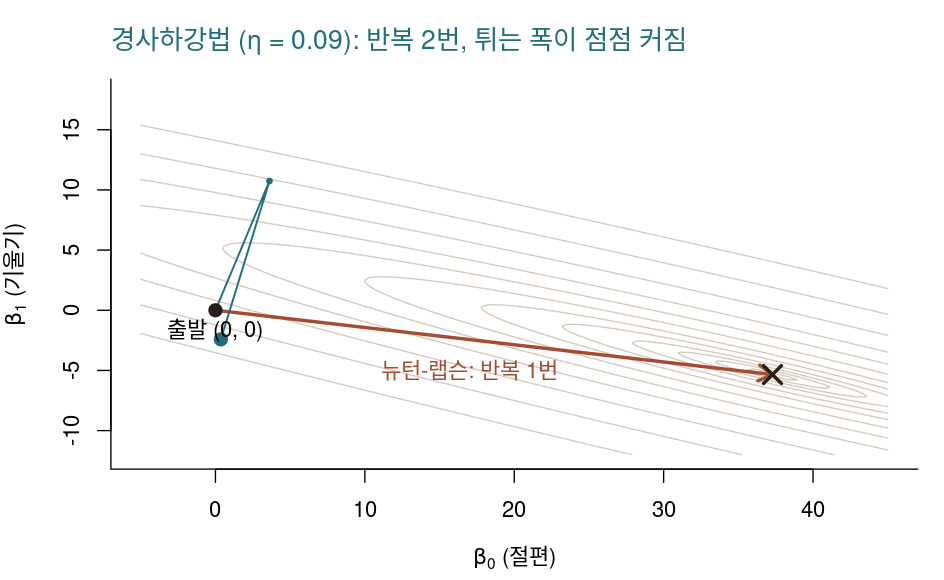 경사하강법 (η = 0.09): 반복 2번, 튀는 폭이 점점 커짐
15
10
5
0
-5
-10
β₁ (기울기)
출발 (0, 0)
뉴턴-랩슨: 반복 1번
0 10 20 30 40
β₀ (절편)